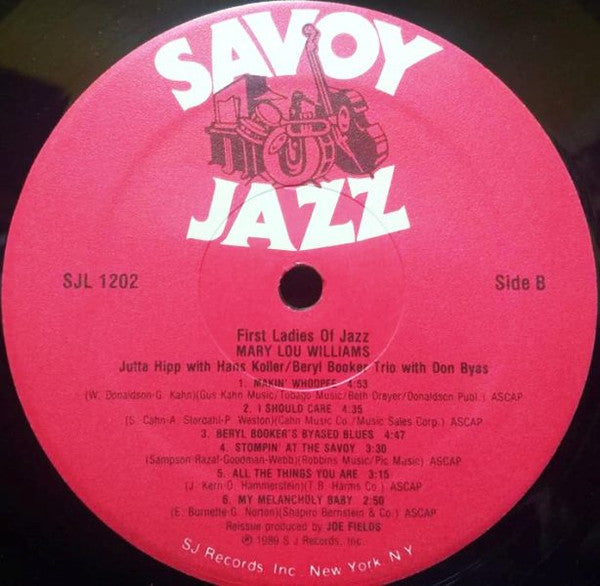 SAVOY
JAZZ
SJL 1202
Side B
First Ladies Of Jazz
MARY LOU WILLIAMS
Jutta Hipp with Hans Koller/Beryl Booker Trio with Don Byas
1. MAKIN' WHOOPEE 4:53
(W. Donaldson-G. Kahn)(Gus Kahn Music/Tobago Music/Beth Dreyer/Donaldson Publ.) ASCAP
2. I SHOULD CARE 4:35
(S. Cahn-A. Stordahl-P. Weston)(Cahn Music Co./Music Sales Corp.) ASCAP
3. BERYL BOOKER'S BYASED BLUES 4:47
4. STOMPIN' AT THE SAVOY 3:30
(Sampson-Razaf-Goodman-Webb)(Robbins Music/Pic Music) ASCAP
5. ALL THE THINGS YOU ARE 3:15
(J. Kern-O. Hammerstein)(T.B. Harms Co.) ASCAP
6. MY MELANCHOLY BABY 2:50
(E. Burnette-G. Norton)(Shapiro Bernstein & Co.) ASCAP
Reissue produced by JOE FIELDS
℗ 1989 S J Records, Inc.
SJ Records, Inc. New York, N.Y.